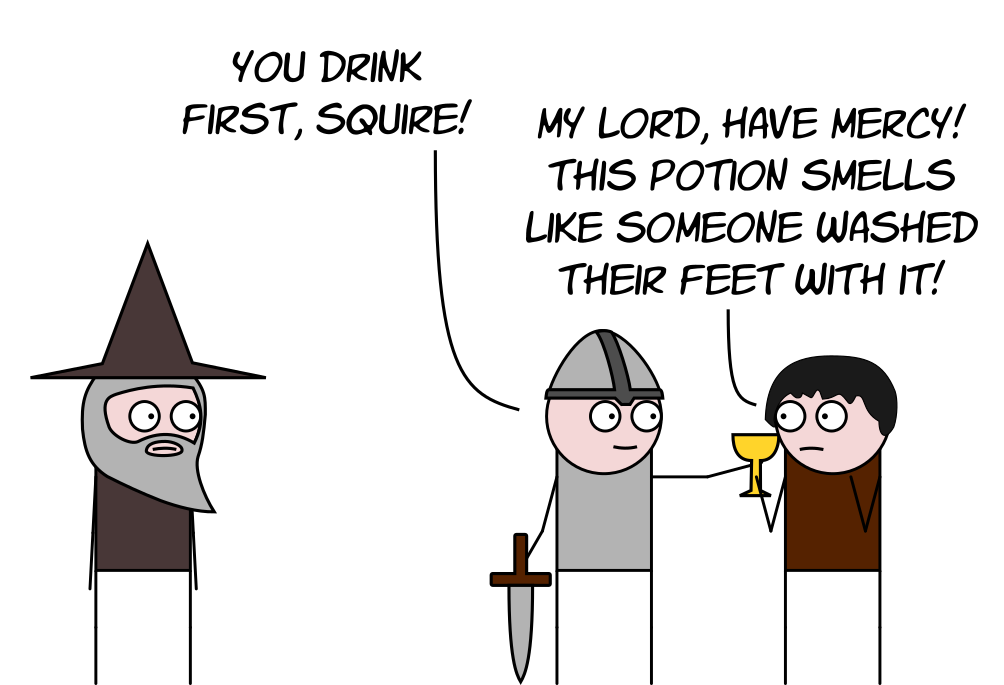 YOU DRINK
FIRST, SQUIRE!
MY LORD, HAVE MERCY!
THIS POTION SMELLS
LIKE SOMEONE WASHED
THEIR FEET WITH IT!